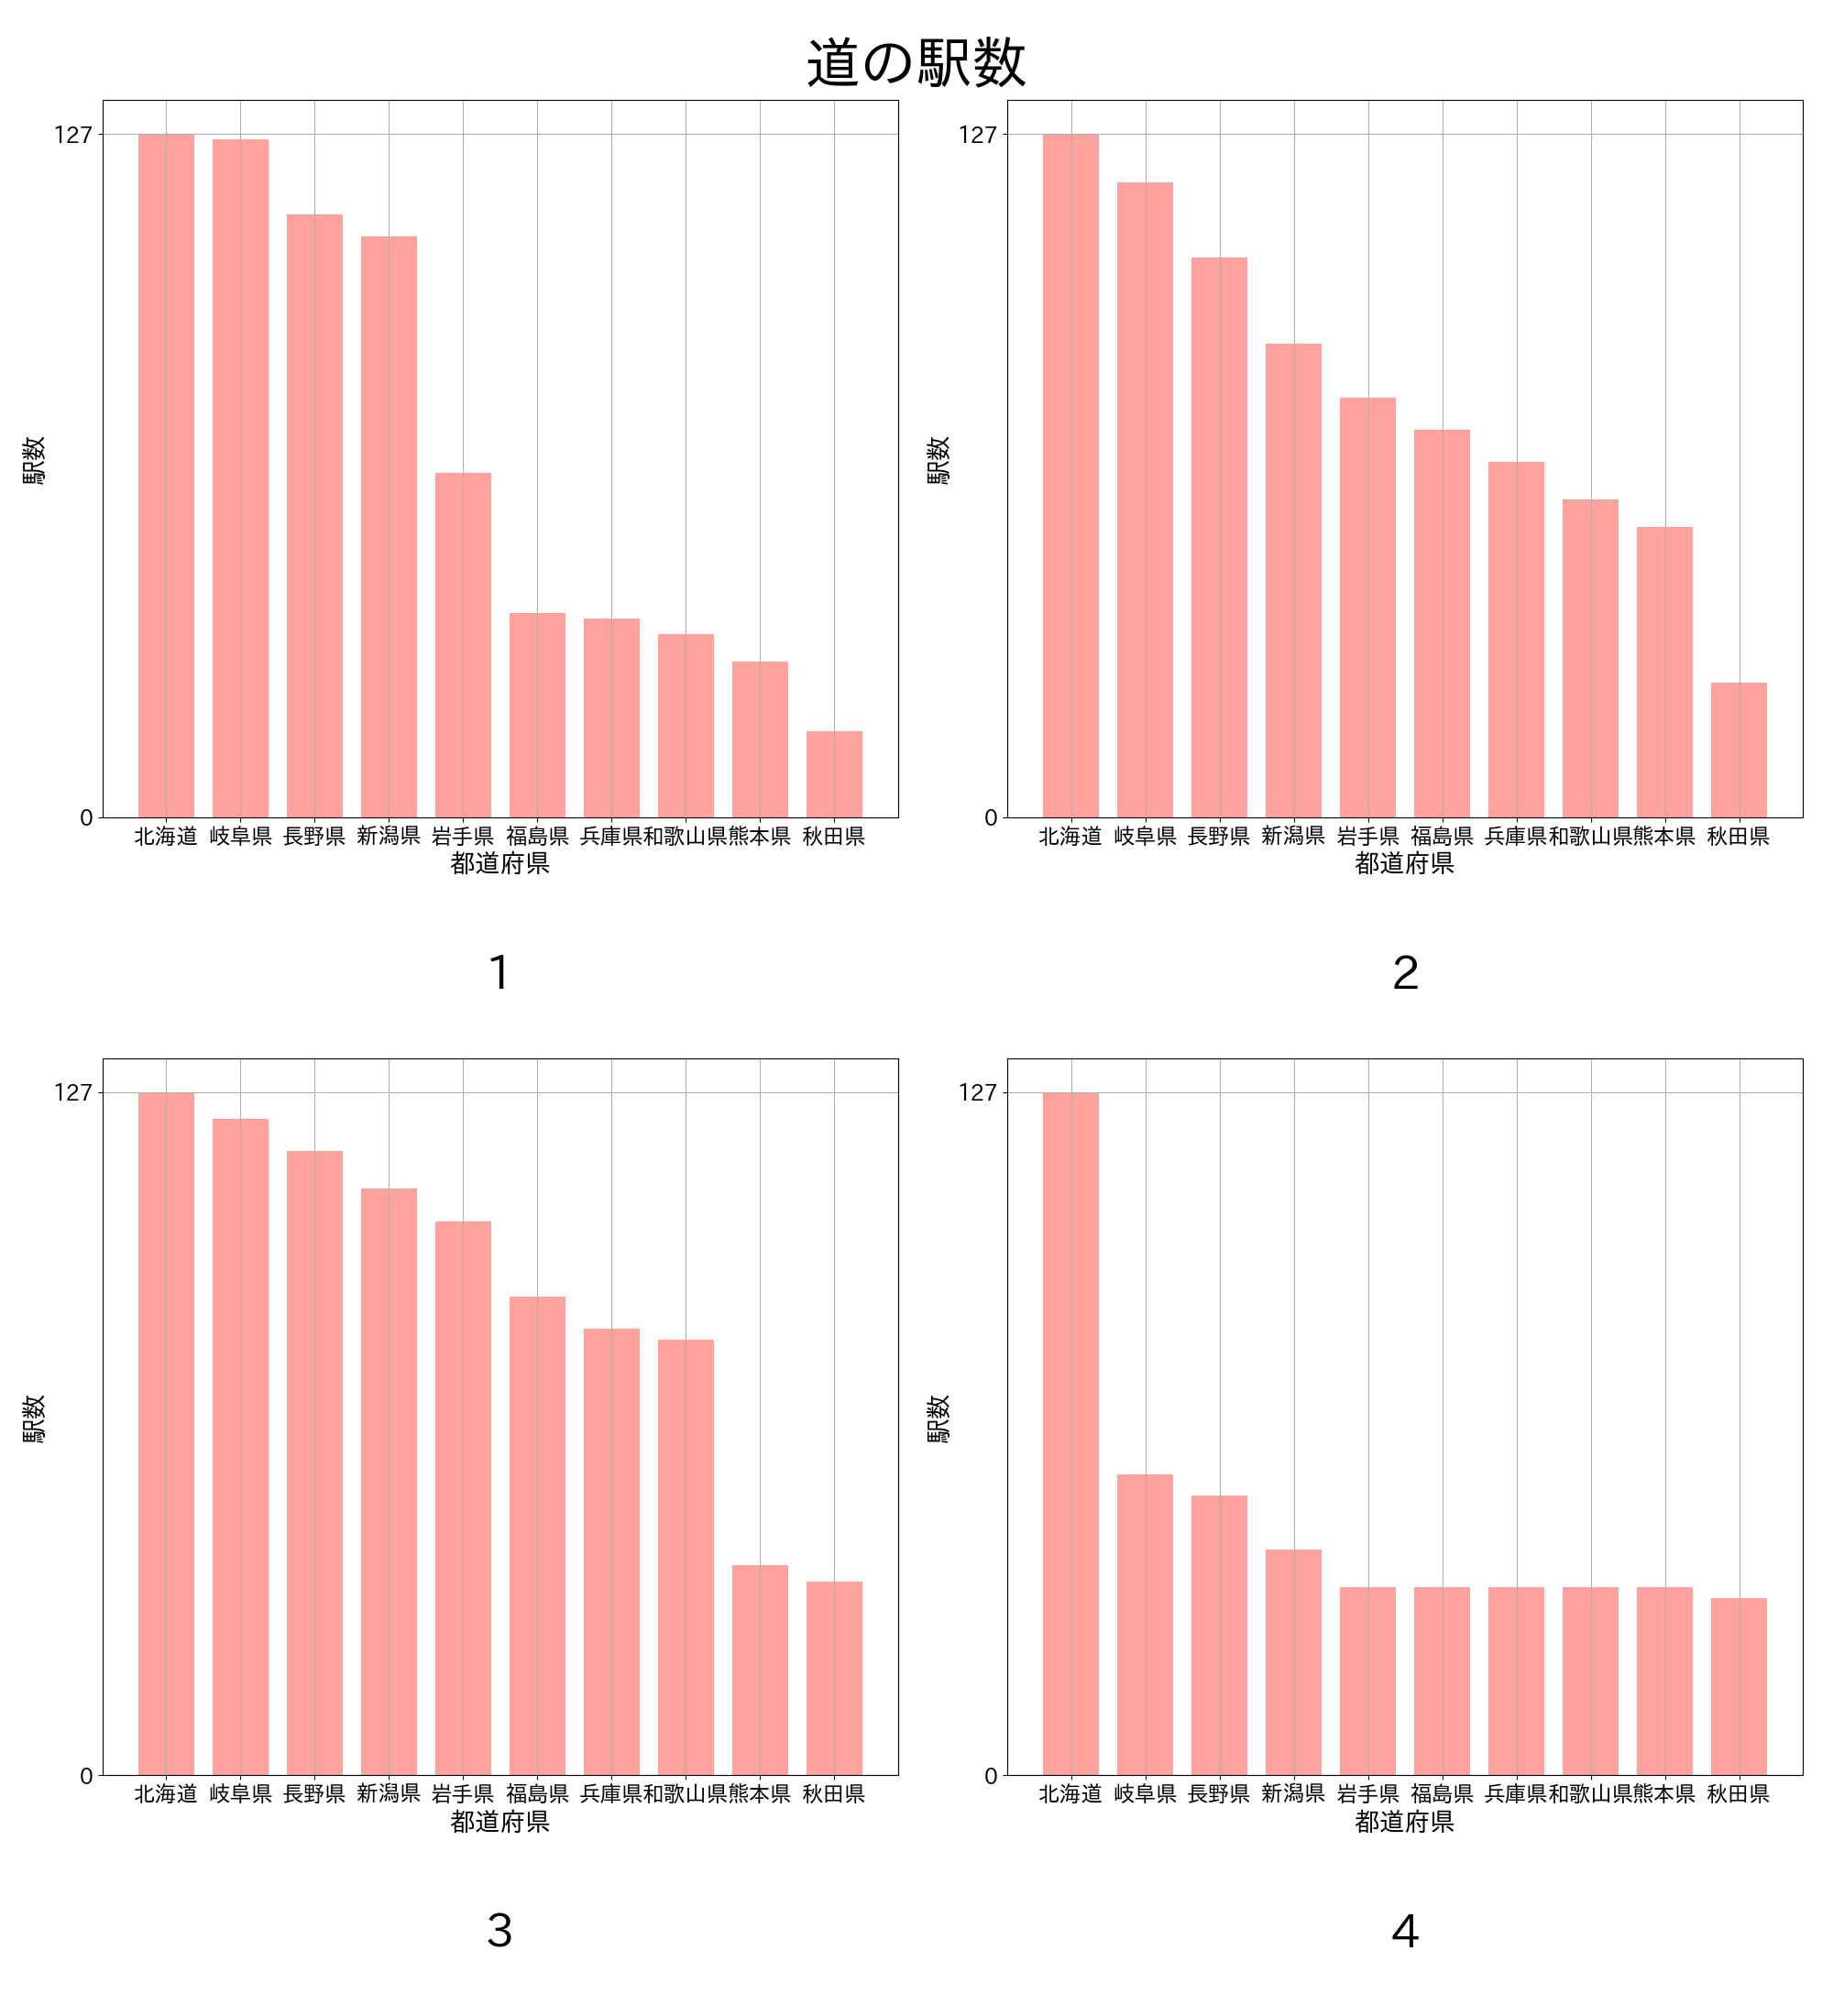 道の駅数
127
0
駅数
北海道 岐阜県 長野県 新潟県 岩手県 福島県 兵庫県 和歌山県 熊本県 秋田県
都道府県
1
127
0
駅数
北海道 岐阜県 長野県 新潟県 岩手県 福島県 兵庫県 和歌山県 熊本県 秋田県
都道府県
2
127
0
駅数
北海道 岐阜県 長野県 新潟県 岩手県 福島県 兵庫県 和歌山県 熊本県 秋田県
都道府県
3
127
0
駅数
北海道 岐阜県 長野県 新潟県 岩手県 福島県 兵庫県 和歌山県 熊本県 秋田県
都道府県
4